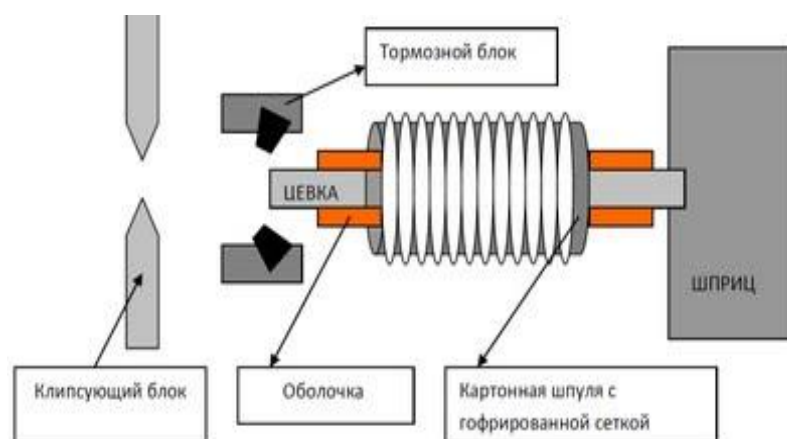 Тормозной блок
ЦЕВКА
ШПРИЦ
Клипсующий блок
Оболочка
Картонная шпуля с
гофрированной сеткой